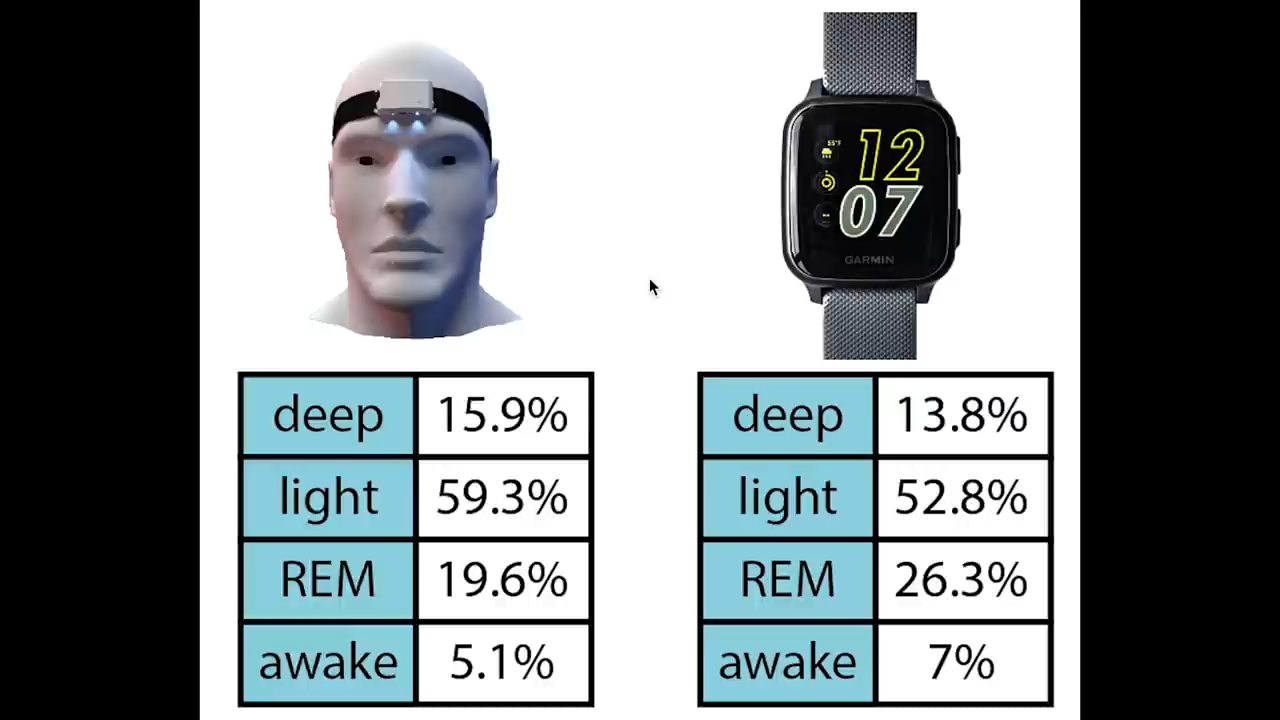 55°F
12
07
GARMIN
deep 15.9%
light 59.3%
REM 19.6%
awake 5.1%
deep 13.8%
light 52.8%
REM 26.3%
awake 7%